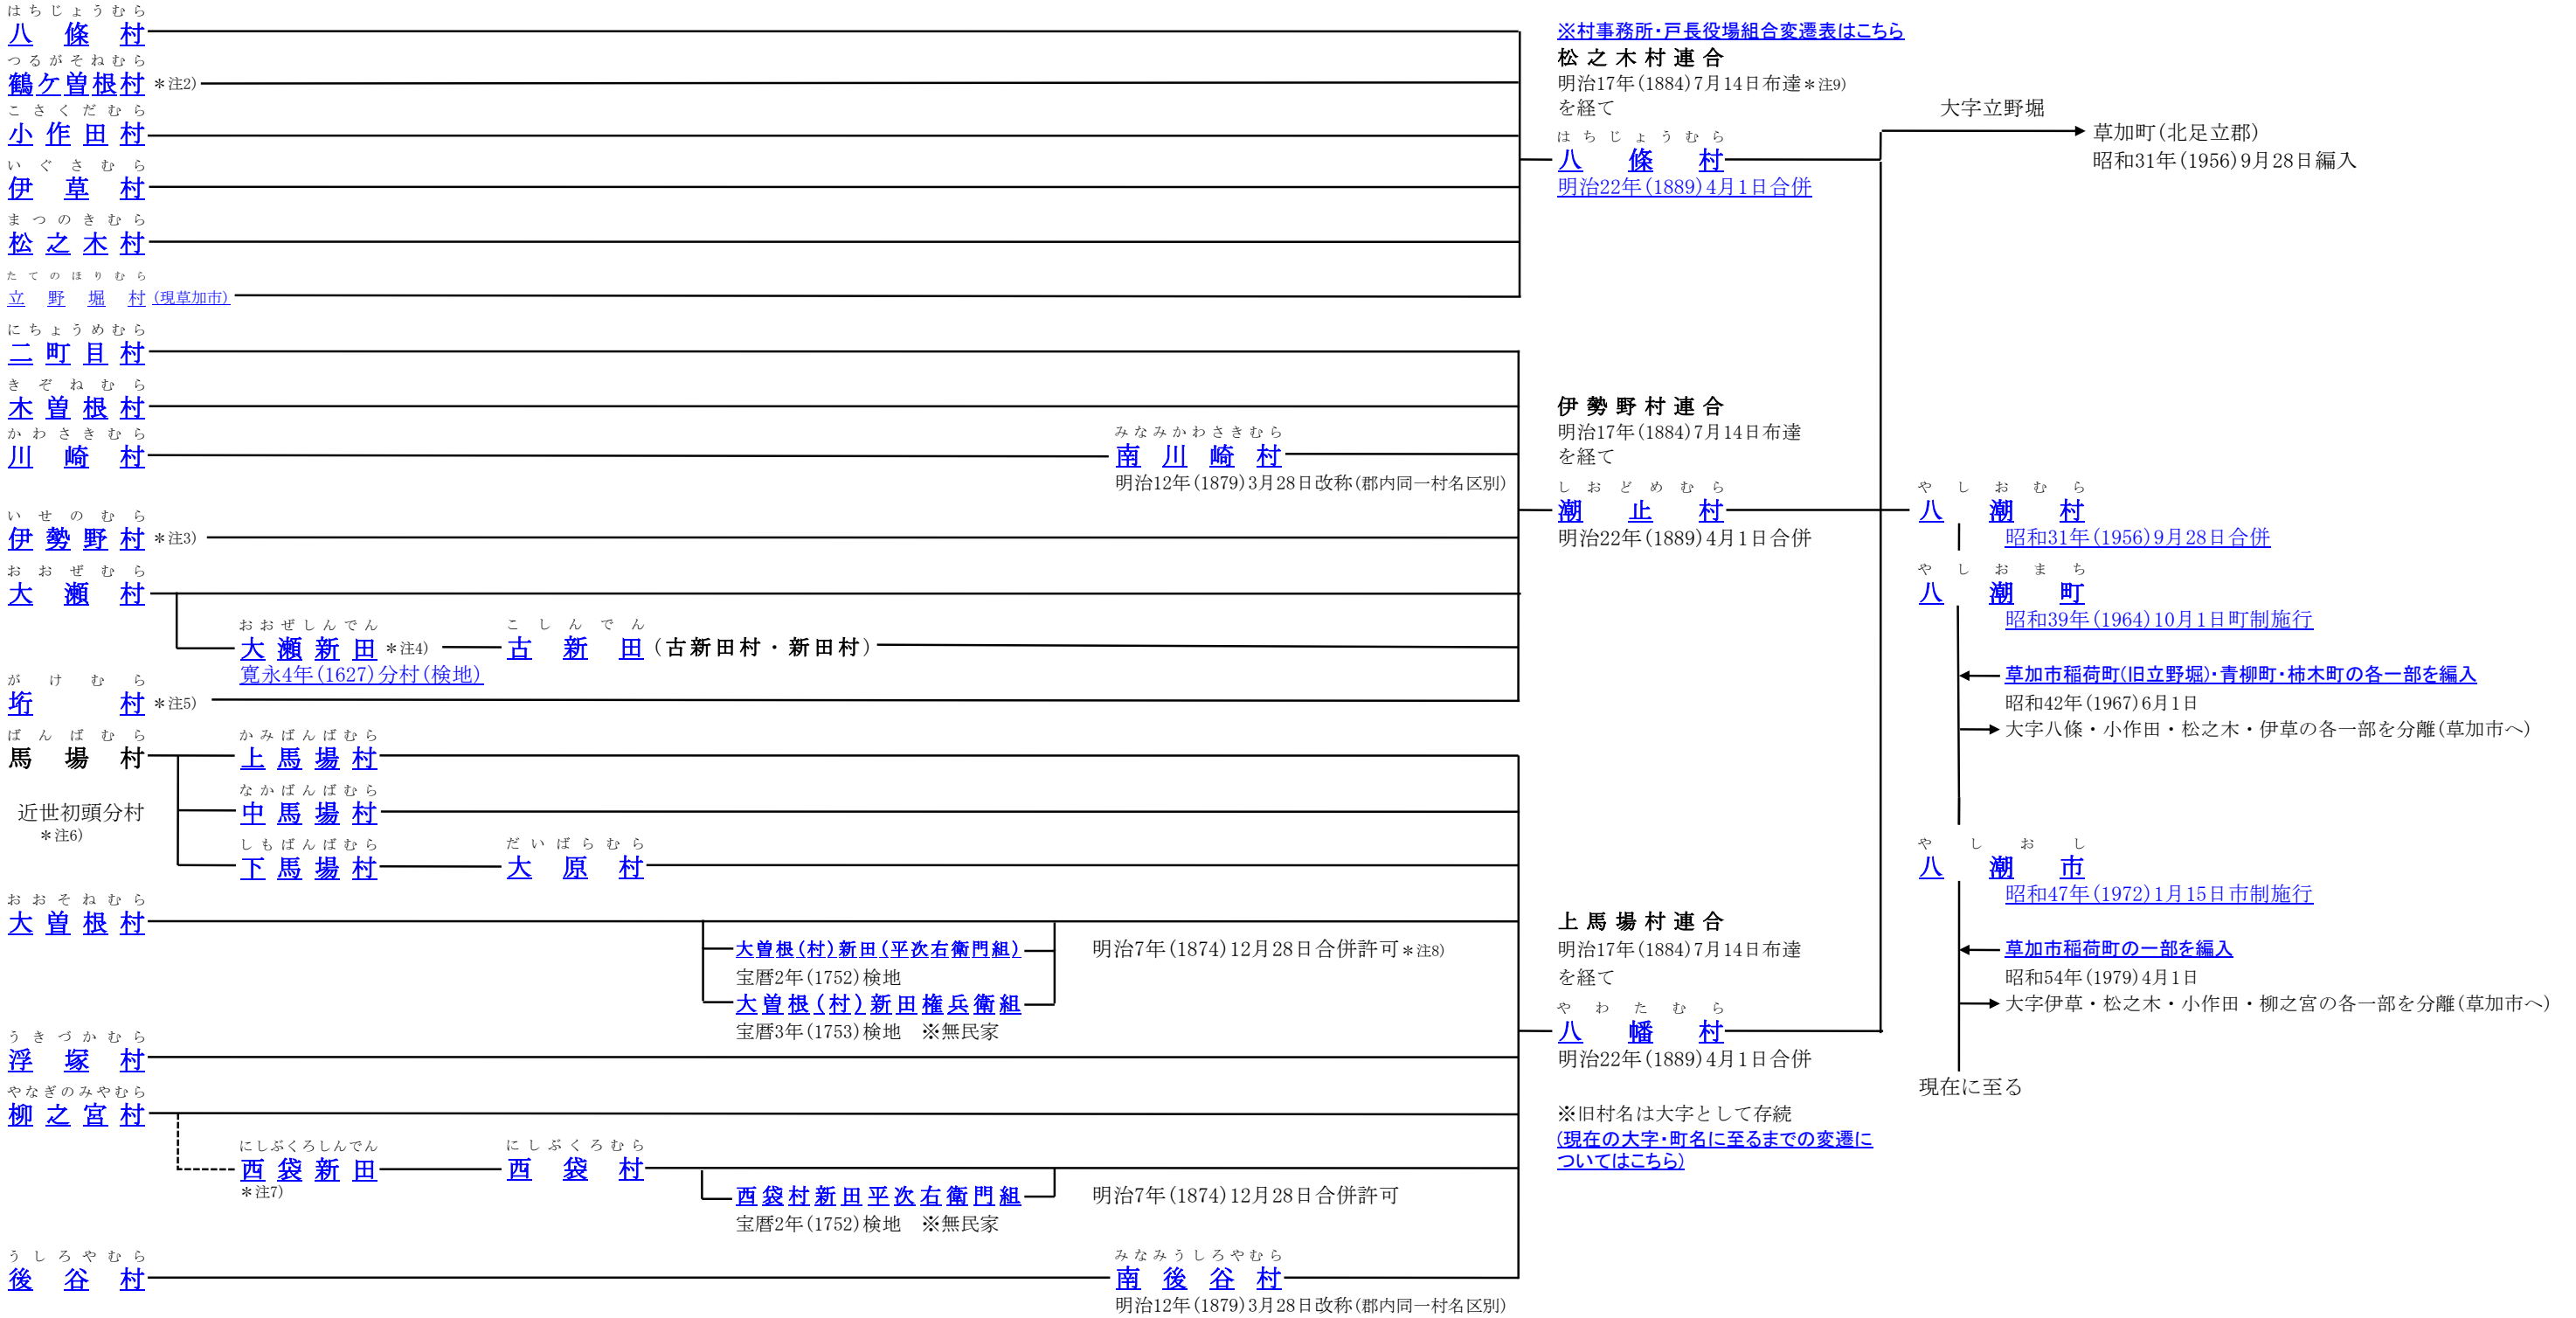 はちじょうむら
八條村
つるがそねむら
鶴ケ曽根村 *注2)
こさくだむら
小作田村
いぐさむら
伊草村
まつのきむら
松之木村
たてのほりむら
立野堀村(現草加市)
にちょうめむら
二町目村
きぞねむら
木曽根村
かわさきむら
川崎村
みなみかわさきむら
南川崎村
明治12年(1879)3月28日改称(郡内同一村名区別)
いせのむら
伊勢野村 *注3)
おおぜむら
大瀬村
おおぜしんでん
大瀬新田 *注4)
寛永4年(1627)分村(検地)
こしんでん
古新田(古新田村・新田村)
がけむら
垳村 *注5)
ばんばむら
馬場村
近世初頭分村
*注6)
かみばんばむら
上馬場村
なかばんばむら
中馬場村
しもばんばむら
下馬場村
だいばらむら
大原村
おおそねむら
大曽根村
大曽根(村)新田(平次右衛門組)
宝暦2年(1752)検地
大曽根(村)新田権兵衛組
宝暦3年(1753)検地 ※無民家
明治7年(1874)12月28日合併許可*注8)
うきづかむら
浮塚村
やなぎのみやむら
柳之宮村
にしぶくろしんでん
西袋新田
*注7)
にしぶくろむら
西袋村
西袋村新田平次右衛門組
宝暦2年(1752)検地 ※無民家
明治7年(1874)12月28日合併許可
うしろやむら
後谷村
みなみうしろやむら
南後谷村
明治12年(1879)3月28日改称(郡内同一村名区別)
※村事務所・戸長役場組合変遷表はこちら
松之木村連合
明治17年(1884)7月14日布達*注9)
を経て
はちじょうむら
八條村
明治22年(1889)4月1日合併
伊勢野村連合
明治17年(1884)7月14日布達
を経て
しおどめむら
潮止村
明治22年(1889)4月1日合併
上馬場村連合
明治17年(1884)7月14日布達
を経て
やわたむら
八幡村
明治22年(1889)4月1日合併
※旧村名は大字として存続
(現在の大字・町名に至るまでの変遷に
ついてはこちら)
大字立野堀
草加町(北足立郡)
昭和31年(1956)9月28日編入
やしおむら
八潮村
昭和31年(1956)9月28日合併
やしおまち
八潮町
昭和39年(1964)10月1日町制施行
草加市稲荷町(旧立野堀)・青柳町・柿木町の各一部を編入
昭和42年(1967)6月1日
大字八條・小作田・松之木・伊草の各一部を分離(草加市へ)
やしおし
八潮市
昭和47年(1972)1月15日市制施行
草加市稲荷町の一部を編入
昭和54年(1979)4月1日
大字伊草・松之木・小作田・柳之宮の各一部を分離(草加市へ)
現在に至る